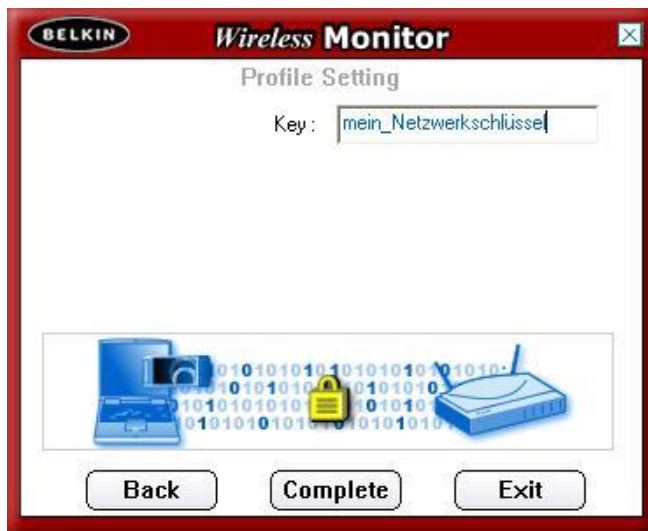 BELKIN Wireless Monitor
Profile Setting
Key: mein_Netzwerkschlüssel
Back Complete Exit